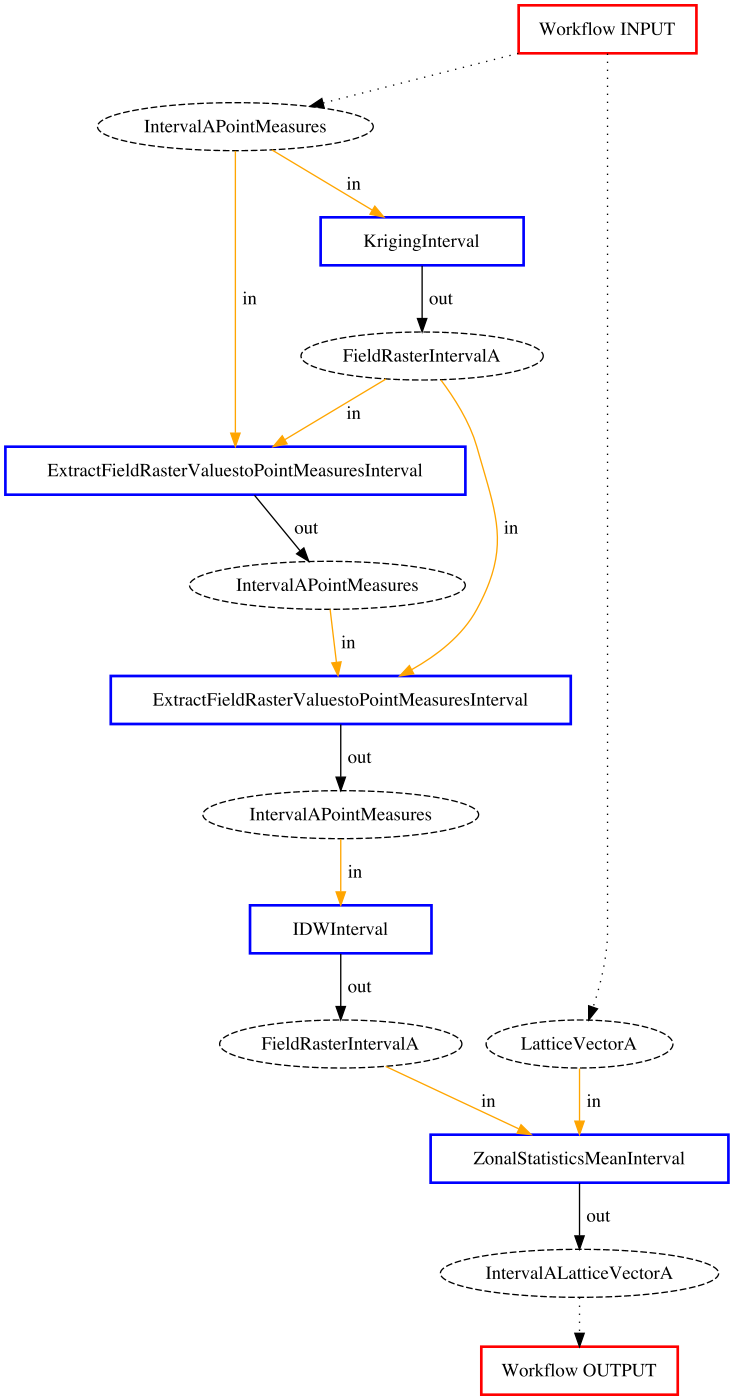 Workflow INPUT
IntervalAPointMeasures
in
KrigingInterval
in
out
FieldRasterIntervalA
in
ExtractFieldRasterValuestoPointMeasuresInterval
out
in
IntervalAPointMeasures
in
ExtractFieldRasterValuestoPointMeasuresInterval
out
IntervalAPointMeasures
in
IDWInterval
out
FieldRasterIntervalA
LatticeVectorA
in
in
ZonalStatisticsMeanInterval
out
IntervalALatticeVectorA
Workflow OUTPUT